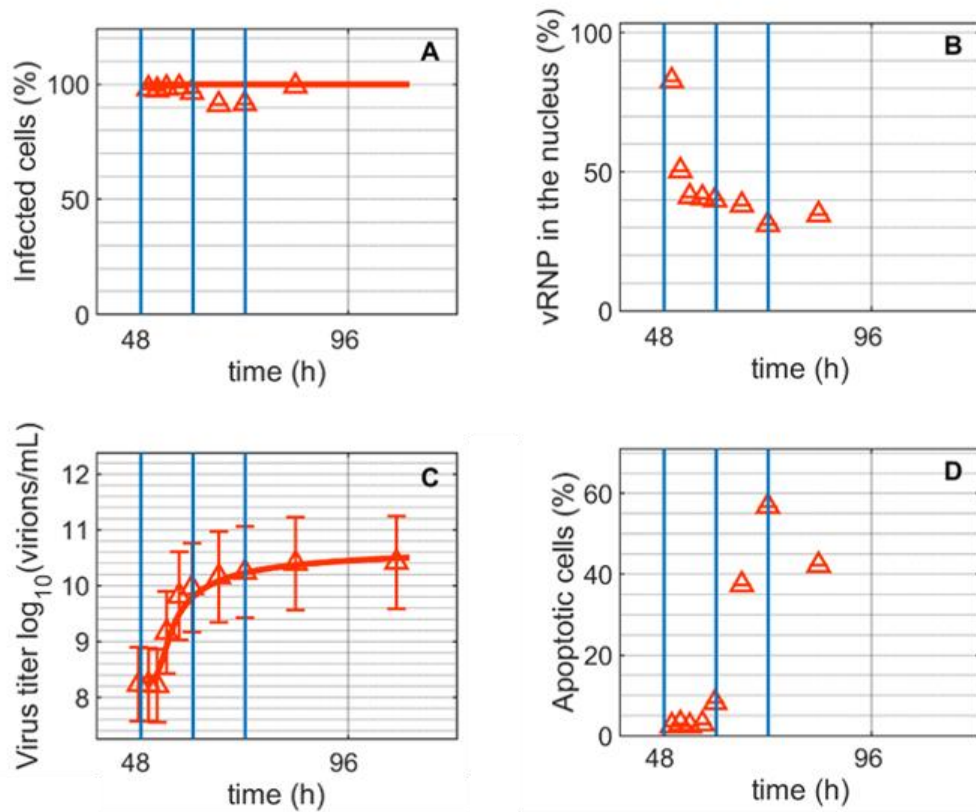 A
Infected cells (%)
100
50
0
48
96
time (h)
B
vRNP in the nucleus (%)
100
50
0
48
96
time (h)
C
Virus titer log10(virions/mL)
12
11
10
9
8
48
96
time (h)
D
Apoptotic cells (%)
60
40
20
0
48
96
time (h)